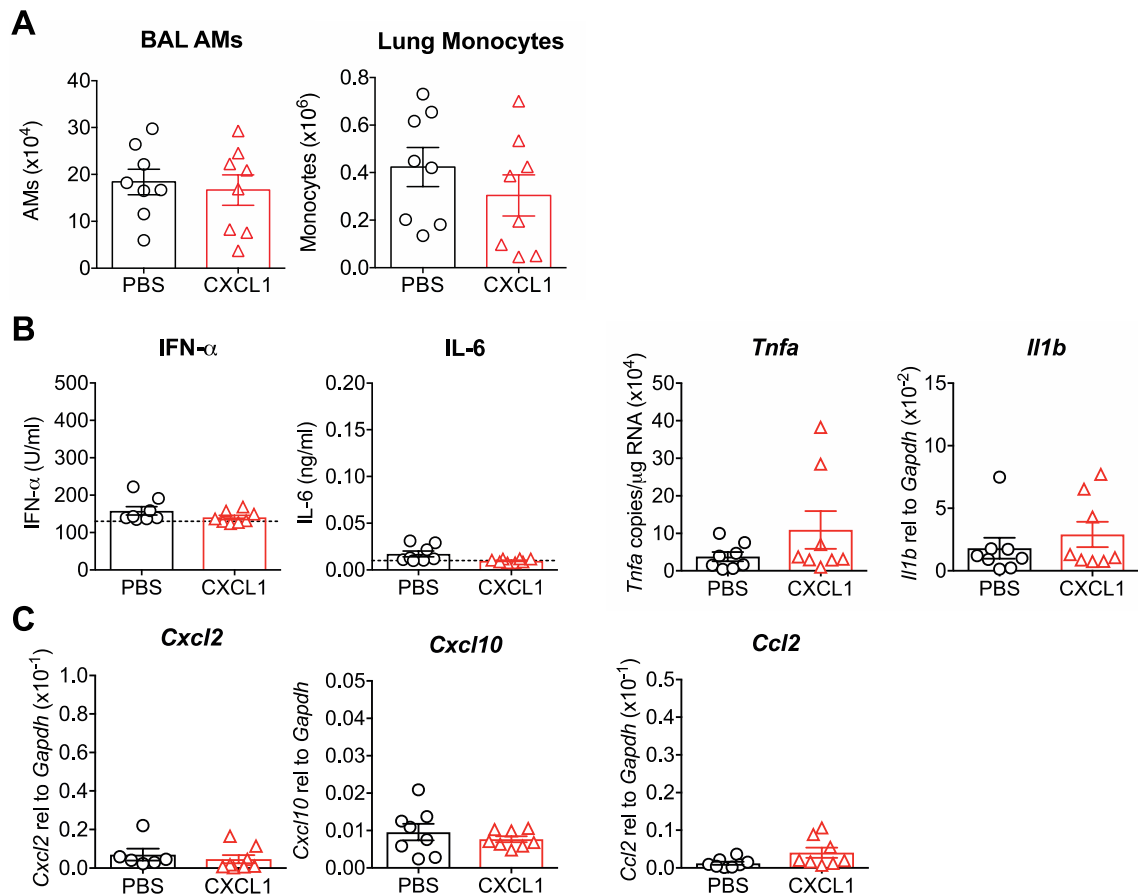 A
BAL AMs
AMs (x10⁴)
40
30
20
10
0
PBS CXCL1
Lung Monocytes
Monocytes (x10⁶)
0.8
0.6
0.4
0.2
0.0
PBS CXCL1
B
IFN-α
IFN-α (U/ml)
500
400
300
200
100
0
PBS CXCL1
IL-6
IL-6 (ng/ml)
0.20
0.15
0.10
0.05
0.00
PBS CXCL1
Tnfa
Tnfa copies/μg RNA (x10⁴)
50
40
30
20
10
0
PBS CXCL1
Il1b
Il1b rel to Gapdh (x10⁻²)
15
10
5
0
PBS CXCL1
C
Cxcl2
Cxcl2 rel to Gapdh (x10⁻¹)
1.0
0.8
0.6
0.4
0.2
0.0
PBS CXCL1
Cxcl10
Cxcl10 rel to Gapdh
0.05
0.04
0.03
0.02
0.01
0.00
PBS CXCL1
Ccl2
Ccl2 rel to Gapdh (x10⁻¹)
0.5
0.4
0.3
0.2
0.1
0.0
PBS CXCL1